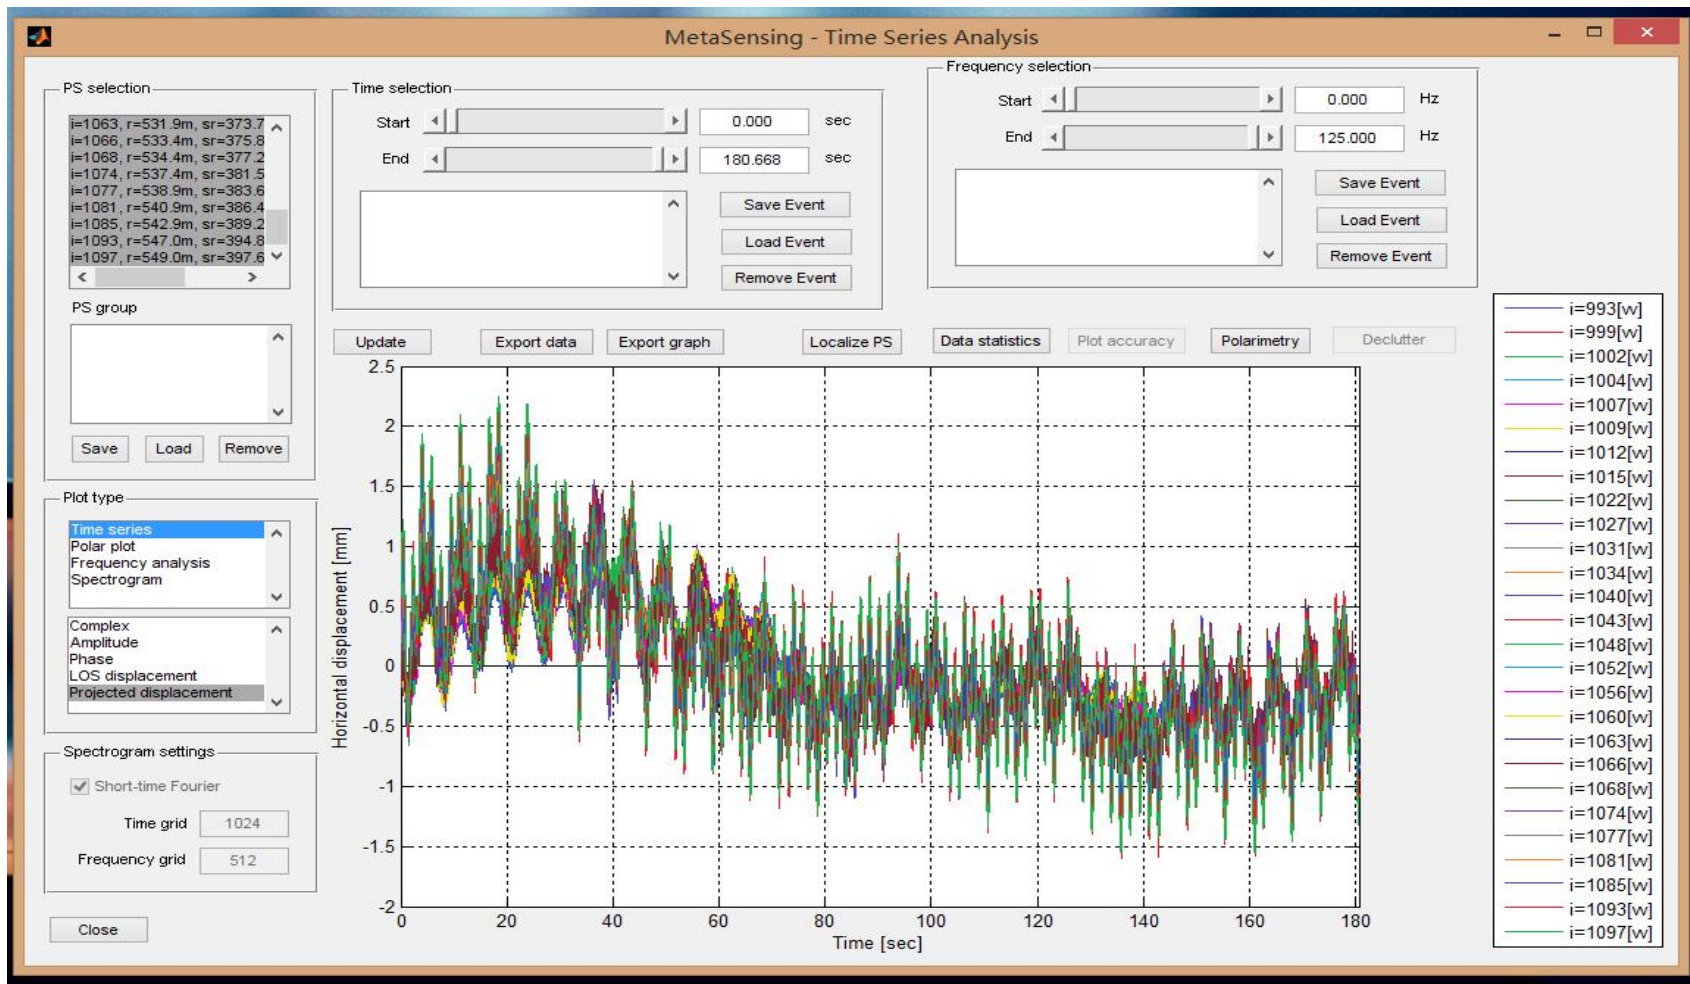 MetaSensing - Time Series Analysis
PS selection
i=1063, r=531.9m, sr=373.7
i=1066, r=533.4m, sr=375.8
i=1068, r=534.4m, sr=377.2
i=1074, r=537.4m, sr=381.5
i=1077, r=538.9m, sr=383.6
i=1081, r=540.9m, sr=386.4
i=1085, r=542.9m, sr=389.2
i=1093, r=547.0m, sr=394.8
i=1097, r=549.0m, sr=397.6
PS group
Save Load Remove
Plot type
Time series
Polar plot
Frequency analysis
Spectrogram
Complex
Amplitude
Phase
LOS displacement
Projected displacement
Spectrogram settings
Short-time Fourier
Time grid 1024
Frequency grid 512
Close
Time selection
Start 0.000 sec
End 180.668 sec
Save Event
Load Event
Remove Event
Frequency selection
Start 0.000 Hz
End 125.000 Hz
Save Event
Load Event
Remove Event
Update Export data Export graph Localize PS Data statistics Plot accuracy Polarimetry Declutter
Horizontal displacement [mm]
2.5
2
1.5
1
0.5
0
-0.5
-1
-1.5
-2
0 20 40 60 80 100 120 140 160 180
Time [sec]
i=993[w]
i=999[w]
i=1002[w]
i=1004[w]
i=1007[w]
i=1009[w]
i=1012[w]
i=1015[w]
i=1022[w]
i=1027[w]
i=1031[w]
i=1034[w]
i=1040[w]
i=1043[w]
i=1048[w]
i=1052[w]
i=1056[w]
i=1060[w]
i=1063[w]
i=1066[w]
i=1068[w]
i=1074[w]
i=1077[w]
i=1081[w]
i=1085[w]
i=1093[w]
i=1097[w]